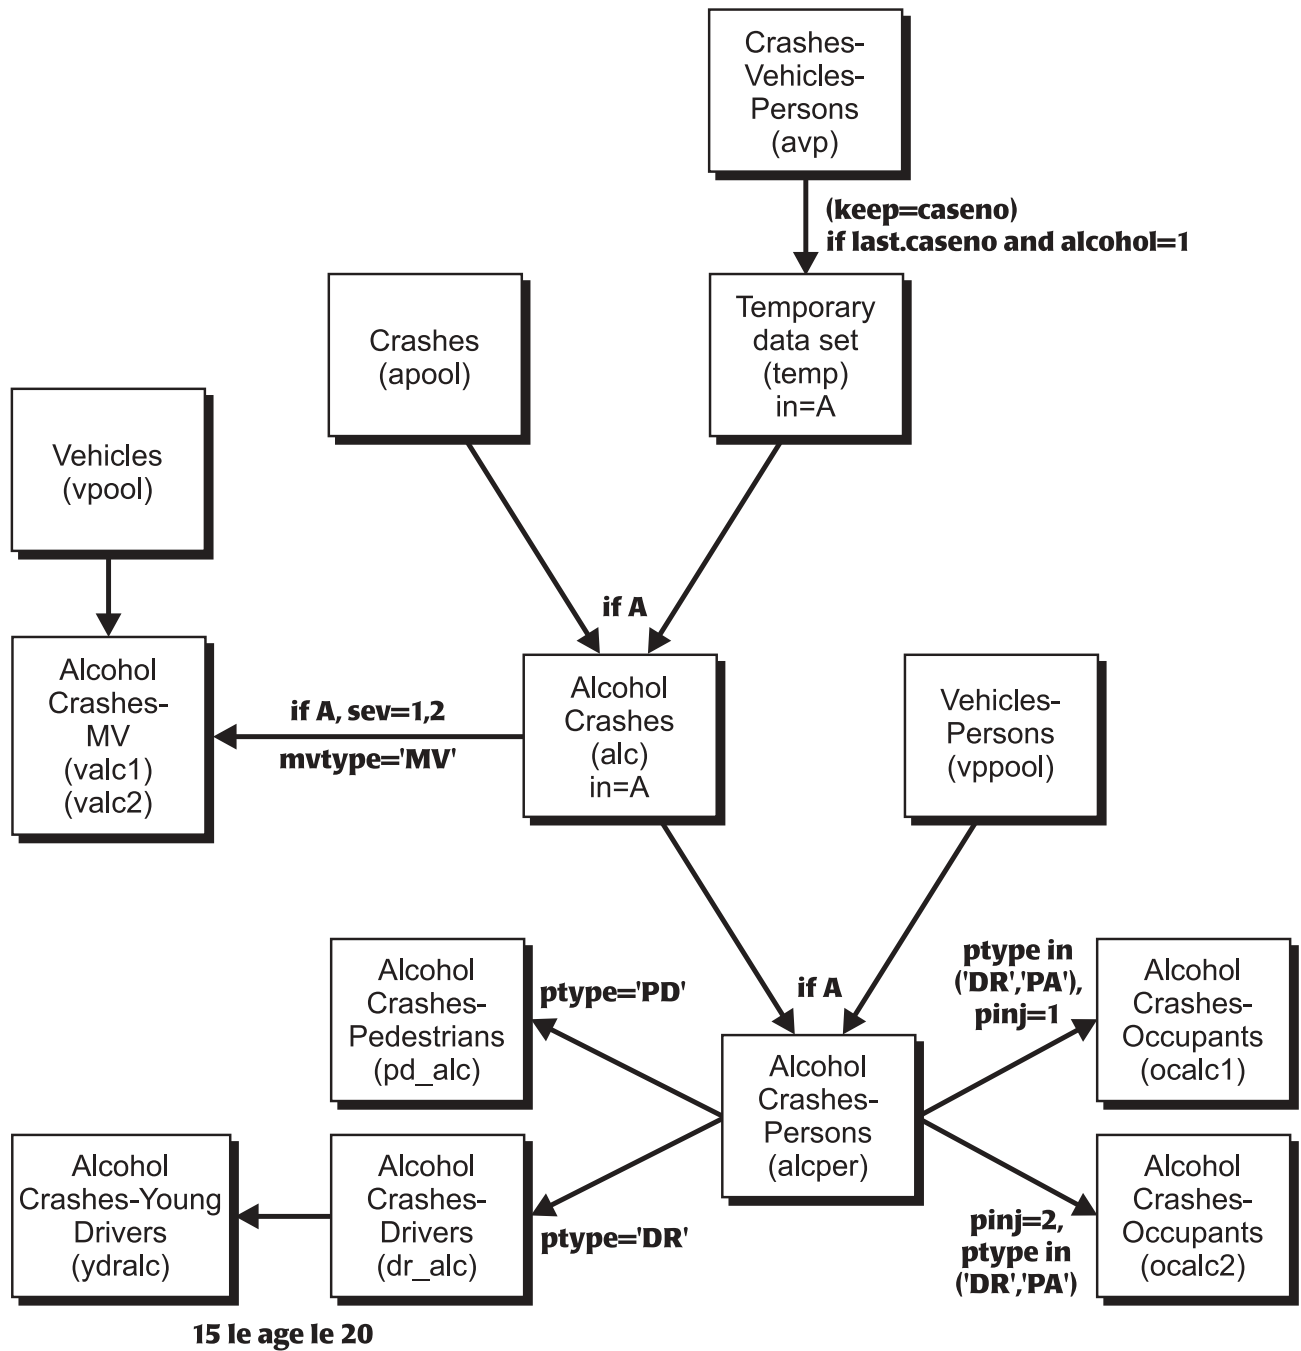 Crashes-
Vehicles-
Persons
(avp)
(keep=caseno)
if last.caseno and alcohol=1
Crashes
(apool)
Temporary
data set
(temp)
in=A
Vehicles
(vpool)
if A
Alcohol
Crashes-
MV
(valc1)
(valc2)
if A, sev=1,2
mvtype='MV'
Alcohol
Crashes
(alc)
in=A
Vehicles-
Persons
(vppool)
Alcohol
Crashes-
Pedestrians
(pd_alc)
ptype='PD'
if A
ptype in
('DR','PA'),
pinj=1
Alcohol
Crashes-
Occupants
(ocalc1)
Alcohol
Crashes-
Persons
(alcper)
Alcohol
Crashes-Young
Drivers
(ydralc)
Alcohol
Crashes-
Drivers
(dr_alc)
ptype='DR'
pinj=2,
ptype in
('DR','PA')
Alcohol
Crashes-
Occupants
(ocalc2)
15 le age le 20